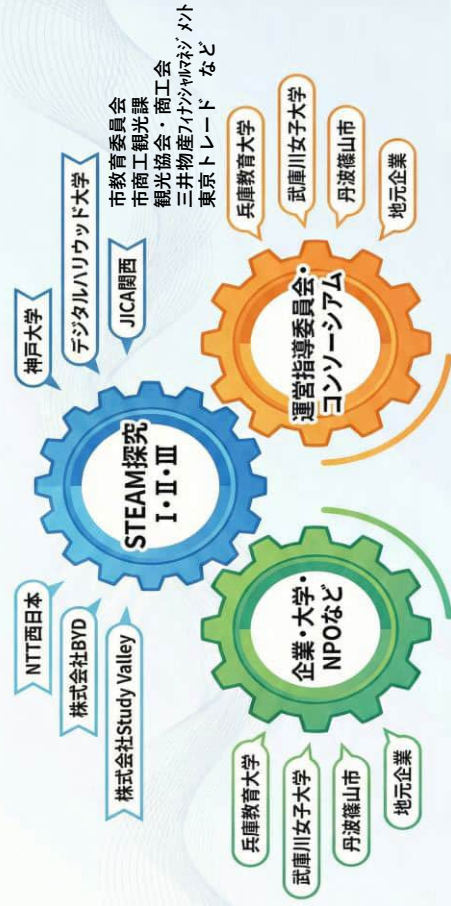 神戸大学
デジタルハリウッド大学
JICA関西
NTT西日本
株式会社BYD
株式会社Study Valley
STEAM探究
Ⅰ・Ⅱ・Ⅲ
市教育委員会
市商工観光課
観光協会・商工会
三井物産フィナンシャルマネジメント
東京トレード など
企業・大学・
NPOなど
兵庫教育大学
武庫川女子大学
丹波篠山市
地元企業
運営指導委員会・
コンソーシアム
兵庫教育大学
武庫川女子大学
丹波篠山市
地元企業